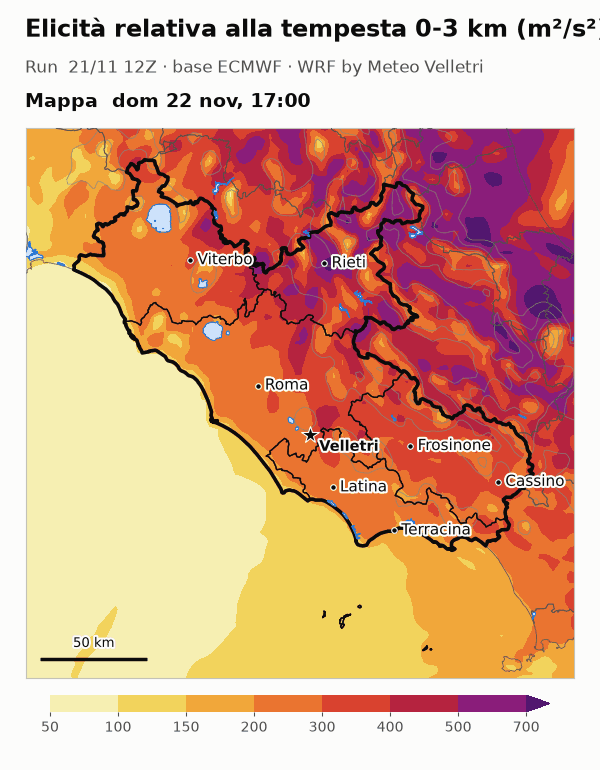 Elicità relativa alla tempesta 0-3 km (m²/s²)
Run 21/11 12Z · base ECMWF · WRF by Meteo Velletri
Mappa dom 22 nov, 17:00
Viterbo
Rieti
Roma
Velletri
Frosinone
Cassino
Latina
Terracina
50 km
50 100 150 200 300 400 500 700